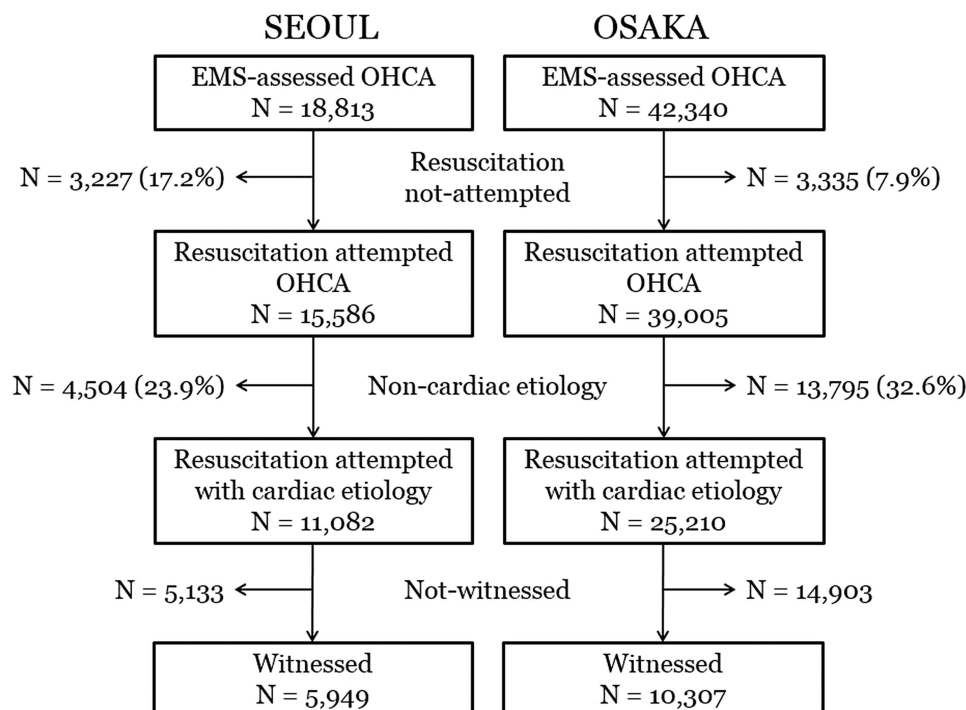 SEOUL
OSAKA
EMS-assessed OHCA
N = 18,813
EMS-assessed OHCA
N = 42,340
N = 3,227 (17.2%)
Resuscitation
not-attempted
N = 3,335 (7.9%)
Resuscitation attempted
OHCA
N = 15,586
Resuscitation attempted
OHCA
N = 39,005
N = 4,504 (23.9%)
Non-cardiac etiology
N = 13,795 (32.6%)
Resuscitation attempted
with cardiac etiology
N = 11,082
Resuscitation attempted
with cardiac etiology
N = 25,210
N = 5,133
Not-witnessed
N = 14,903
Witnessed
N = 5,949
Witnessed
N = 10,307